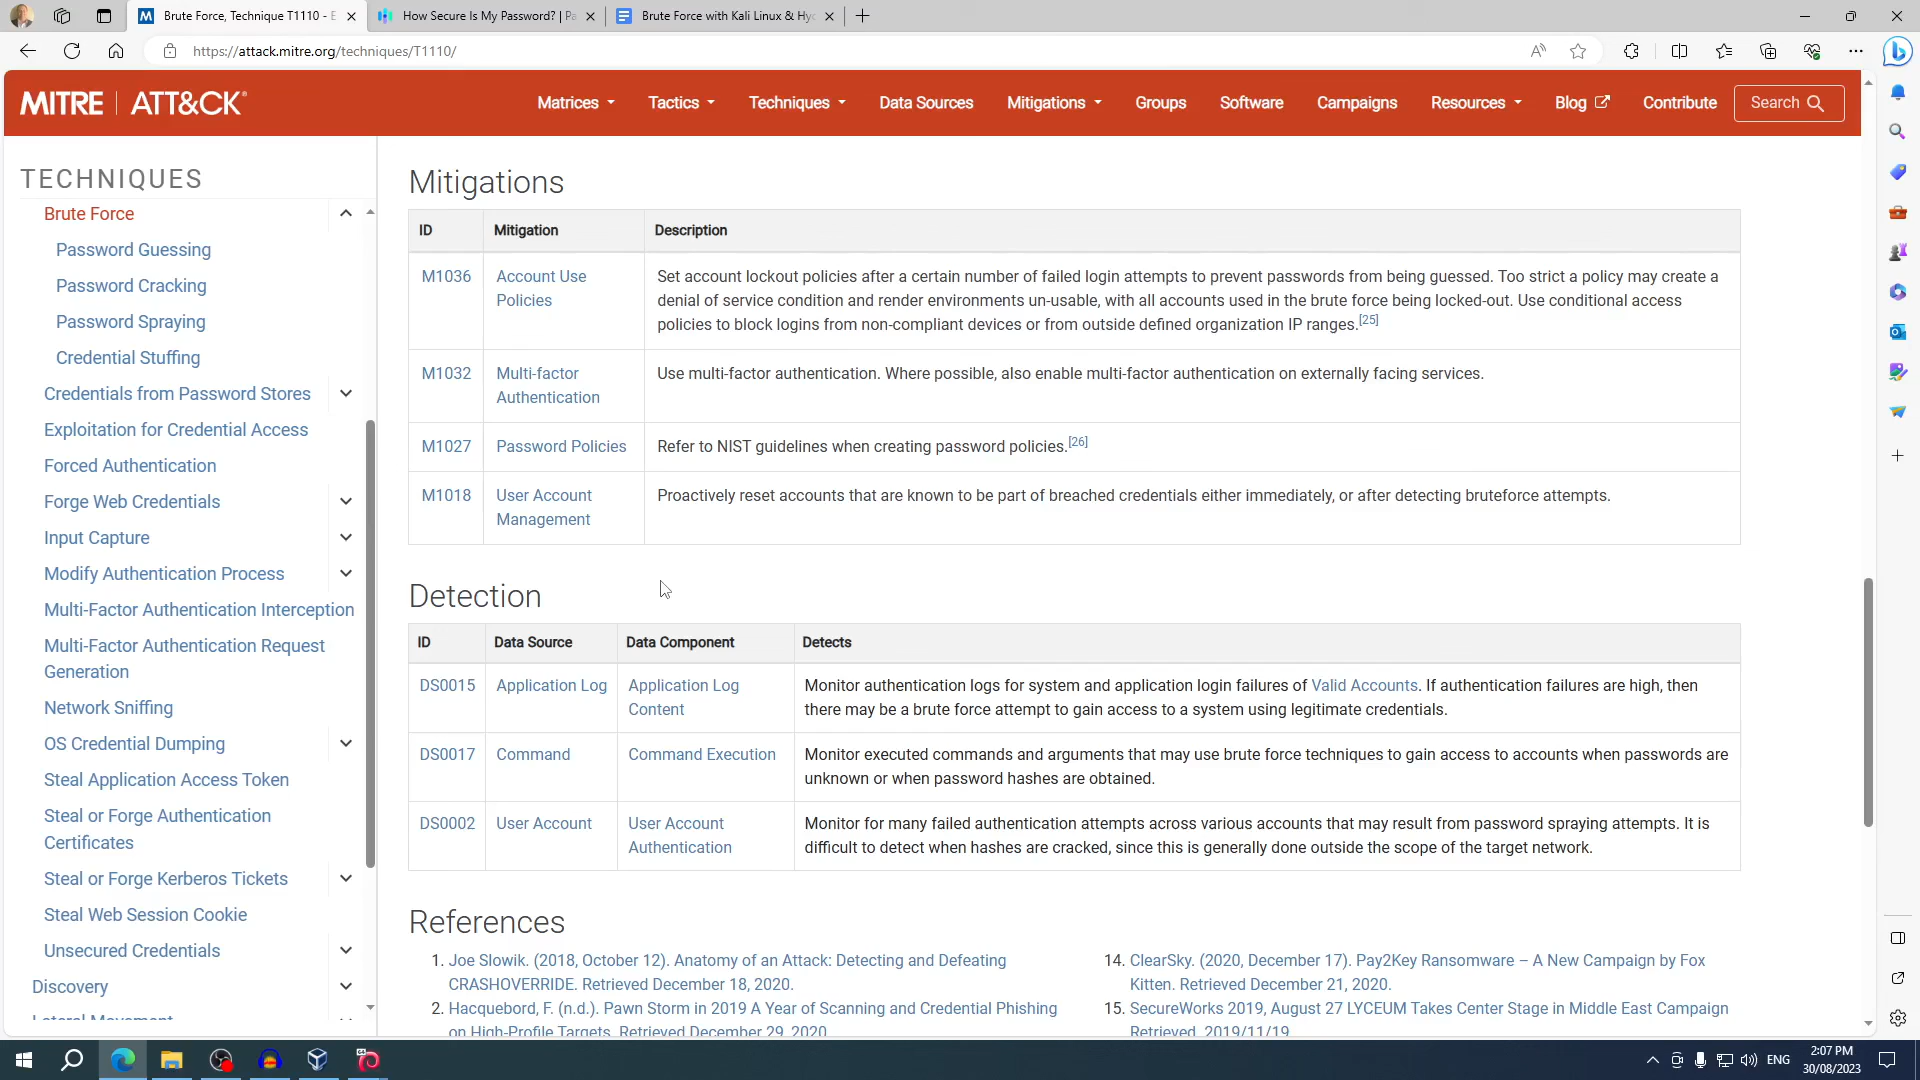 Brute Force, Technique T1110 - E
How Secure Is My Password? | Pa
Brute Force with Kali Linux & Hy
https://attack.mitre.org/techniques/T1110/
MITRE | ATT&CK®
Matrices
Tactics
Techniques
Data Sources
Mitigations
Groups
Software
Campaigns
Resources
Blog
Contribute
Search
TECHNIQUES
Brute Force
Password Guessing
Password Cracking
Password Spraying
Credential Stuffing
Credentials from Password Stores
Exploitation for Credential Access
Forced Authentication
Forge Web Credentials
Input Capture
Modify Authentication Process
Multi-Factor Authentication Interception
Multi-Factor Authentication Request
Generation
Network Sniffing
OS Credential Dumping
Steal Application Access Token
Steal or Forge Authentication
Certificates
Steal or Forge Kerberos Tickets
Steal Web Session Cookie
Unsecured Credentials
Discovery
Lateral Movement
Mitigations
ID Mitigation Description
M1036 Account Use Policies Set account lockout policies after a certain number of failed login attempts to prevent passwords from being guessed. Too strict a policy may create a
denial of service condition and render environments un-usable, with all accounts used in the brute force being locked-out. Use conditional access
policies to block logins from non-compliant devices or from outside defined organization IP ranges.[25]
M1032 Multi-factor Authentication Use multi-factor authentication. Where possible, also enable multi-factor authentication on externally facing services.
M1027 Password Policies Refer to NIST guidelines when creating password policies.[26]
M1018 User Account Management Proactively reset accounts that are known to be part of breached credentials either immediately, or after detecting bruteforce attempts.
Detection
ID Data Source Data Component Detects
DS0015 Application Log Application Log Content Monitor authentication logs for system and application login failures of Valid Accounts. If authentication failures are high, then
there may be a brute force attempt to gain access to a system using legitimate credentials.
DS0017 Command Command Execution Monitor executed commands and arguments that may use brute force techniques to gain access to accounts when passwords are
unknown or when password hashes are obtained.
DS0002 User Account User Account Authentication Monitor for many failed authentication attempts across various accounts that may result from password spraying attempts. It is
difficult to detect when hashes are cracked, since this is generally done outside the scope of the target network.
References
1. Joe Slowik. (2018, October 12). Anatomy of an Attack: Detecting and Defeating
CRASHOVERRIDE. Retrieved December 18, 2020.
2. Hacquebord, F. (n.d.). Pawn Storm in 2019 A Year of Scanning and Credential Phishing
on High-Profile Targets. Retrieved December 29, 2020.
14. ClearSky. (2020, December 17). Pay2Key Ransomware – A New Campaign by Fox
Kitten. Retrieved December 21, 2020.
15. SecureWorks 2019, August 27 LYCEUM Takes Center Stage in Middle East Campaign
Retrieved. 2019/11/19
64
ENG
2:07 PM
30/08/2023